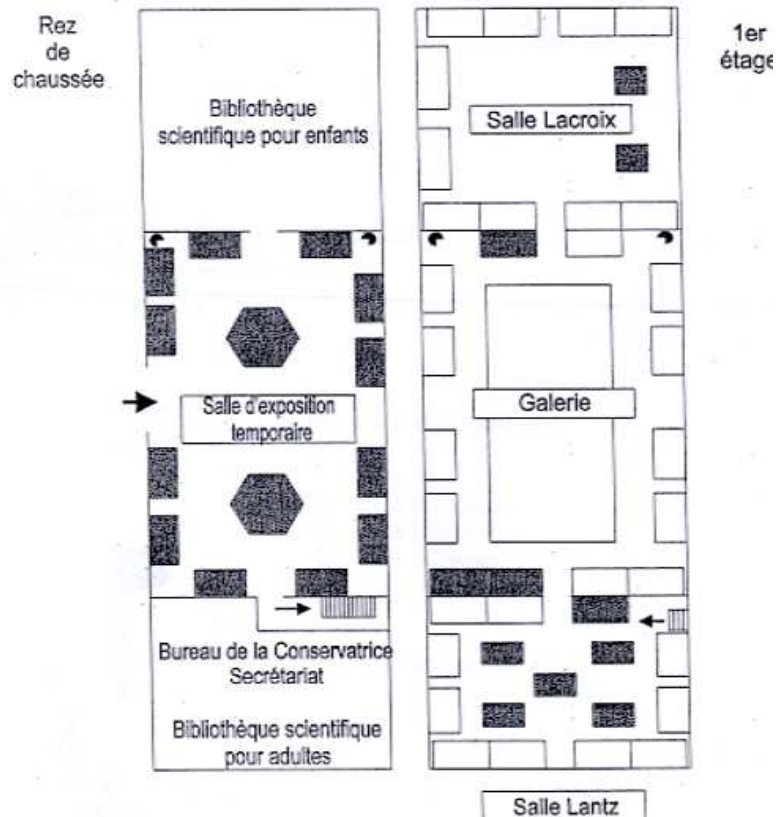 Rez
de
chaussée
Bibliothèque
scientifique pour enfants
Salle d'exposition
temporaire
Bureau de la Conservatrice
Secrétariat
Bibliothèque scientifique
pour adultes
1er
étage
Salle Lacroix
Galerie
Salle Lantz